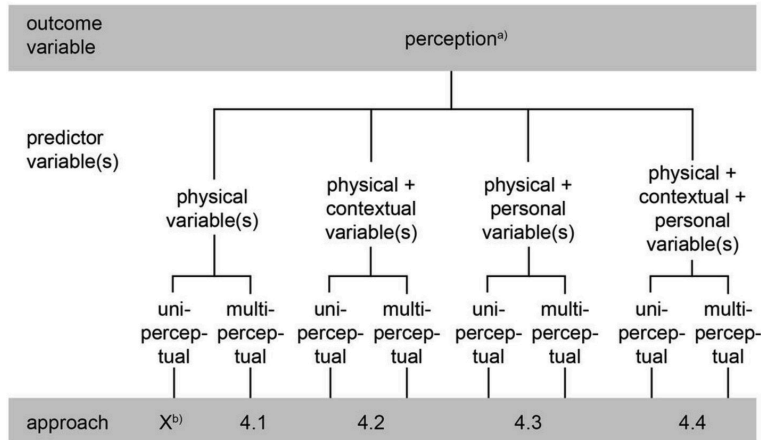 outcome
variable
perceptionᵃ⁾
predictor
variable(s)
physical
variable(s)
physical +
contextual
variable(s)
physical +
personal
variable(s)
physical +
contextual +
personal
variable(s)
uni-
percep-
tual
multi-
percep-
tual
uni-
percep-
tual
multi-
percep-
tual
uni-
percep-
tual
multi-
percep-
tual
uni-
percep-
tual
multi-
percep-
tual
approach Xᵇ⁾ 4.1 4.2 4.3 4.4